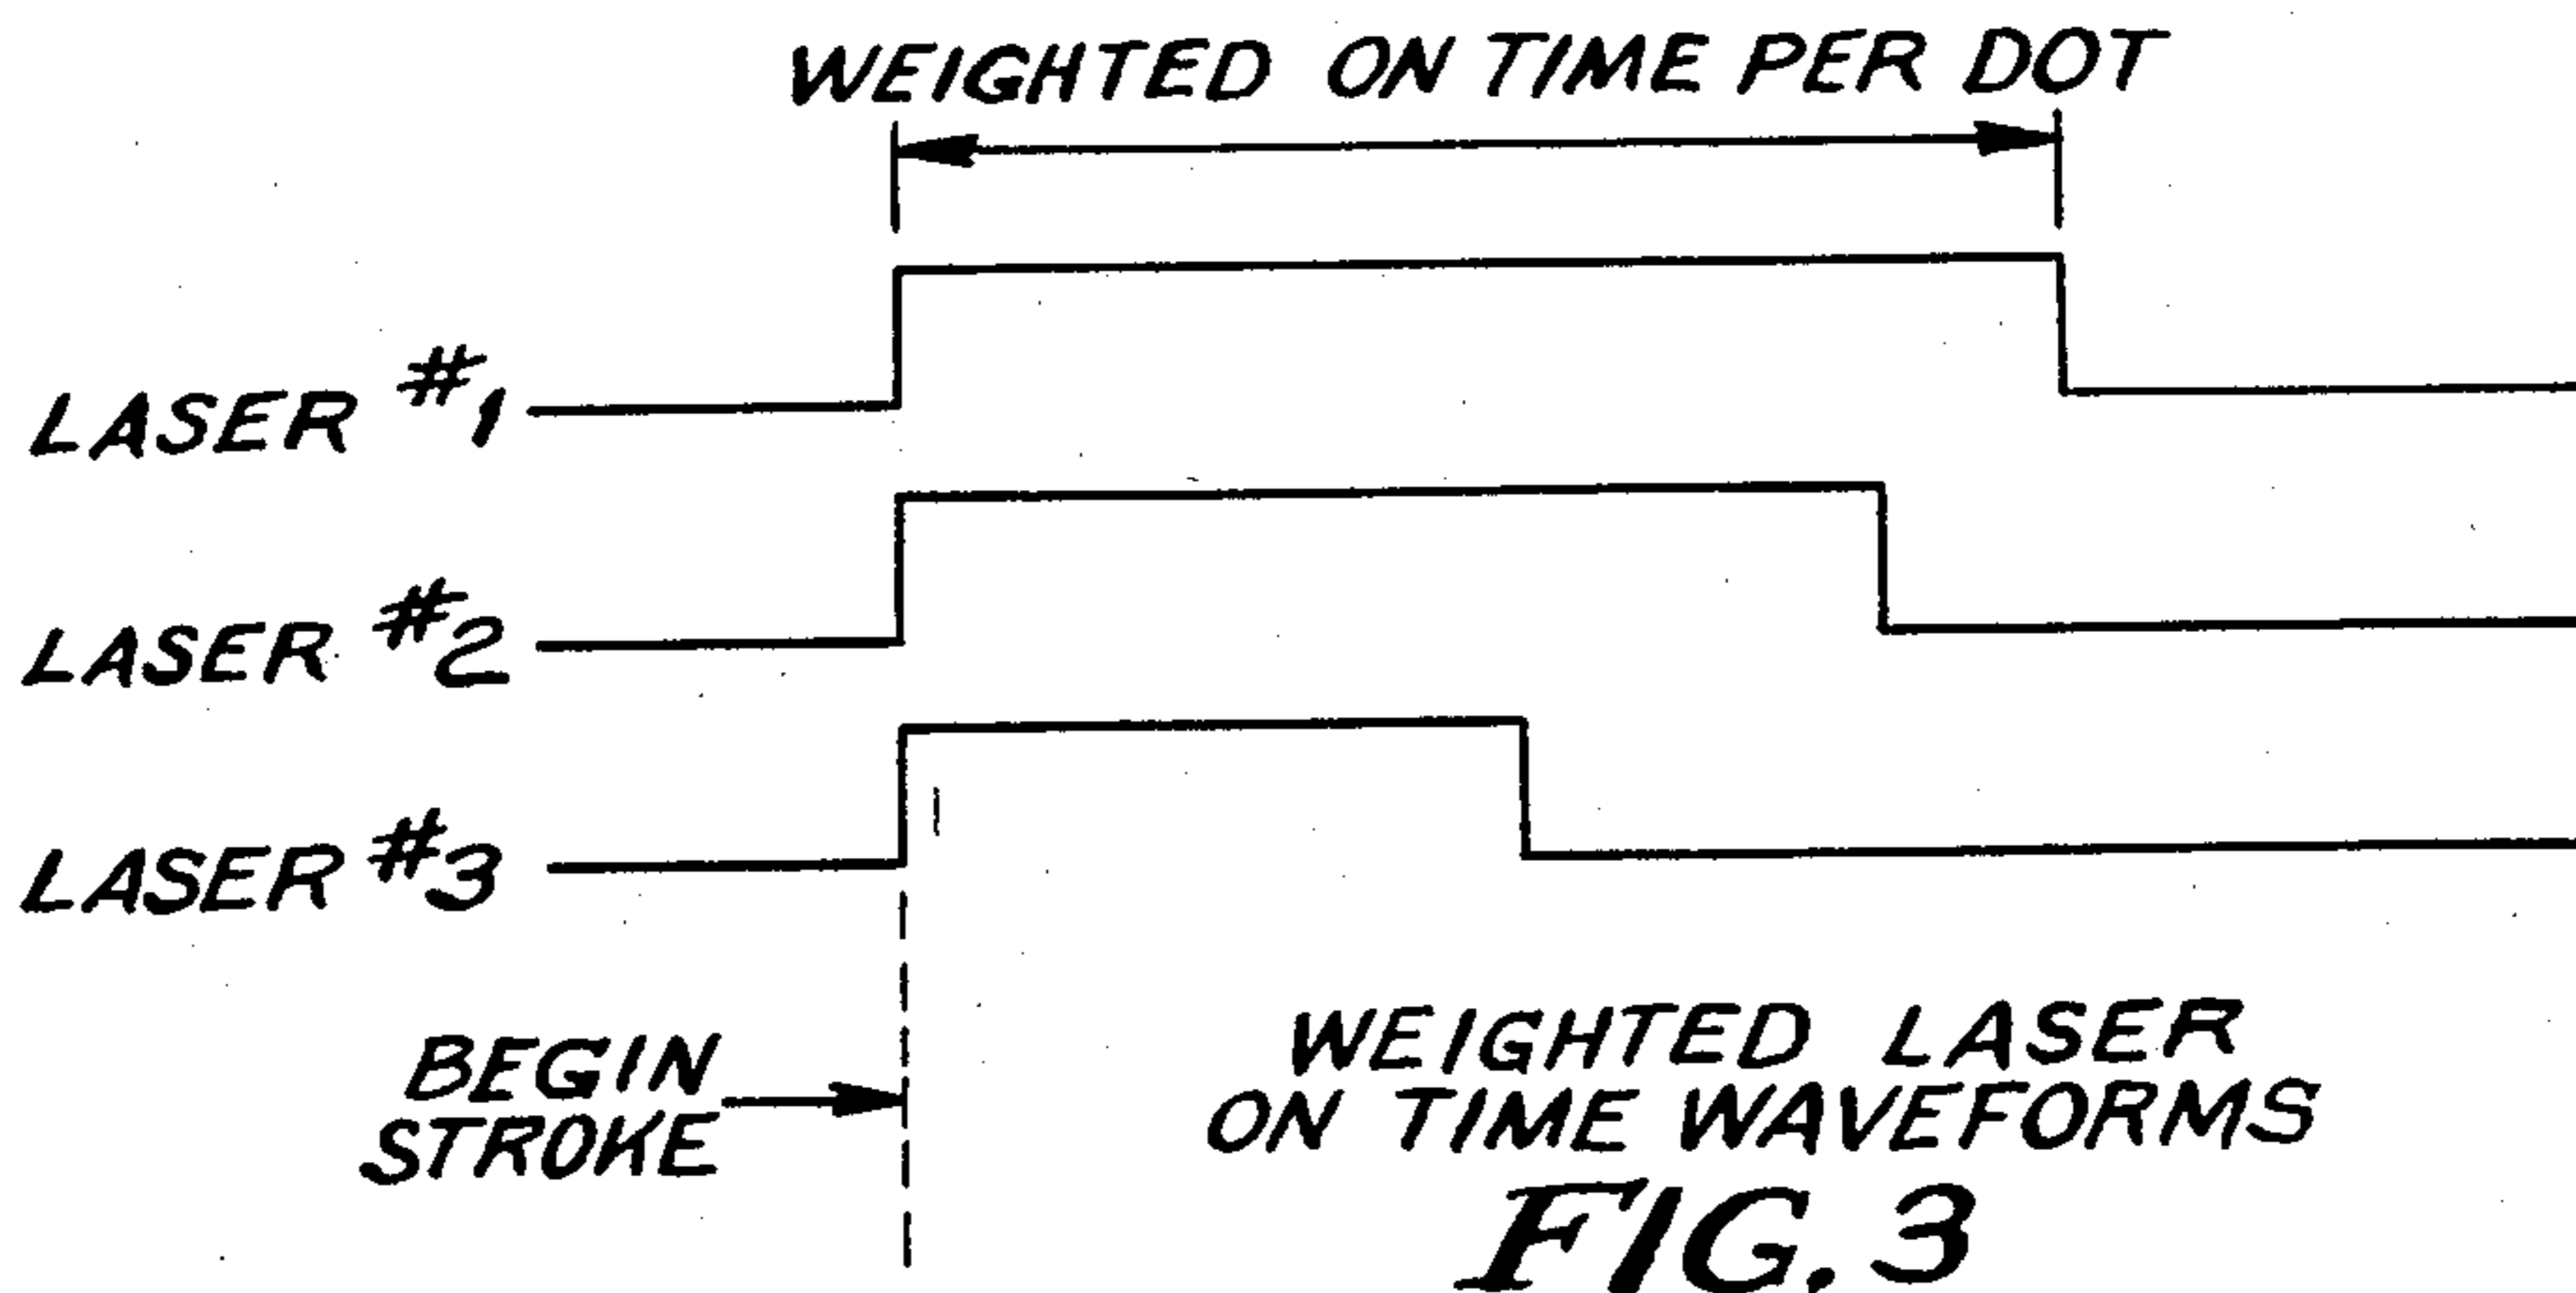 WEIGHTED ON TIME PER DOT
LASER #1
LASER #2
LASER #3
BEGIN
STROKE
WEIGHTED LASER
ON TIME WAVEFORMS
FIG. 3